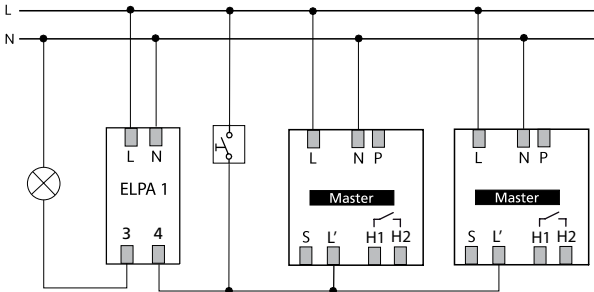 L
N
L N
ELPA 1
3 4
L N P
Master
S L' H1 H2
L N P
Master
S L' H1 H2